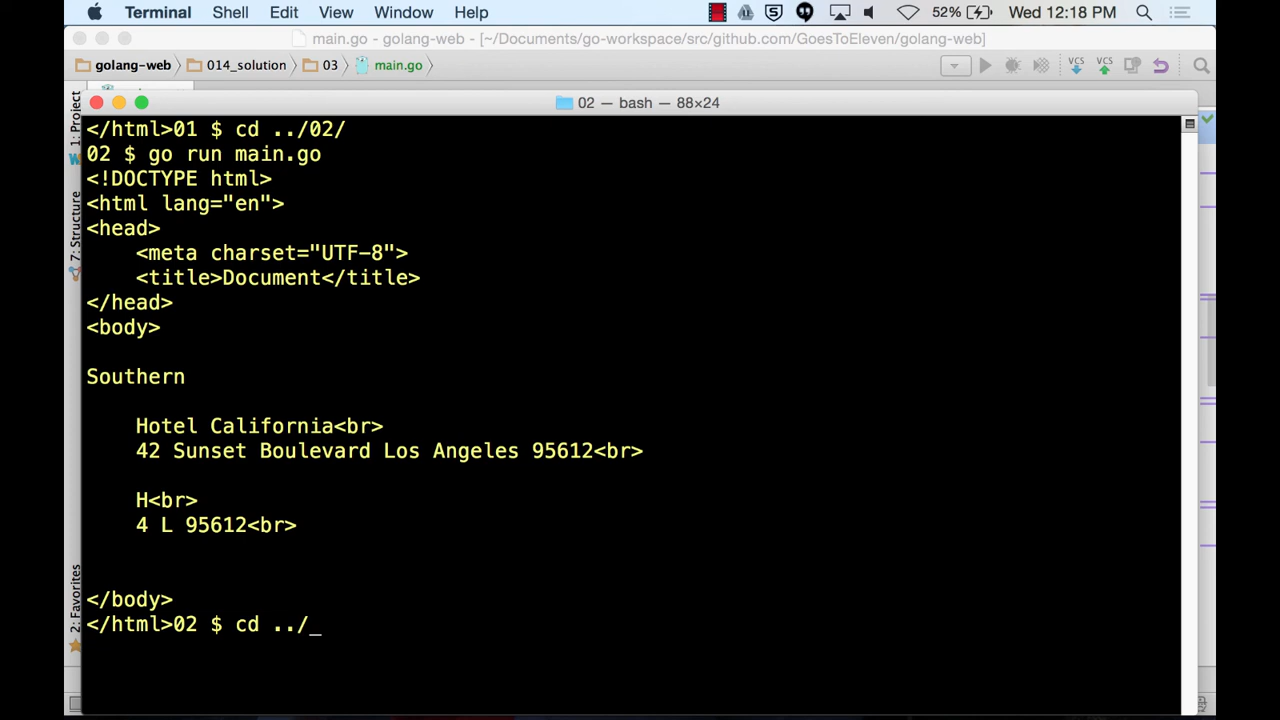 Terminal Shell Edit View Window Help 52% Wed 12:18 PM
main.go - golang-web - [~/Documents/go-workspace/src/github.com/GoesToEleven/golang-web]
golang-web 014_solution 03 main.go VCS VCS
1: Project
7: Structure
2: Favorites
02 — bash — 88×24
</html>01 $ cd ../02/
02 $ go run main.go
<!DOCTYPE html>
<html lang="en">
<head>
    <meta charset="UTF-8">
    <title>Document</title>
</head>
<body>
Southern
    Hotel California<br>
    42 Sunset Boulevard Los Angeles 95612<br>
    H<br>
    4 L 95612<br>
</body>
</html>02 $ cd ../_